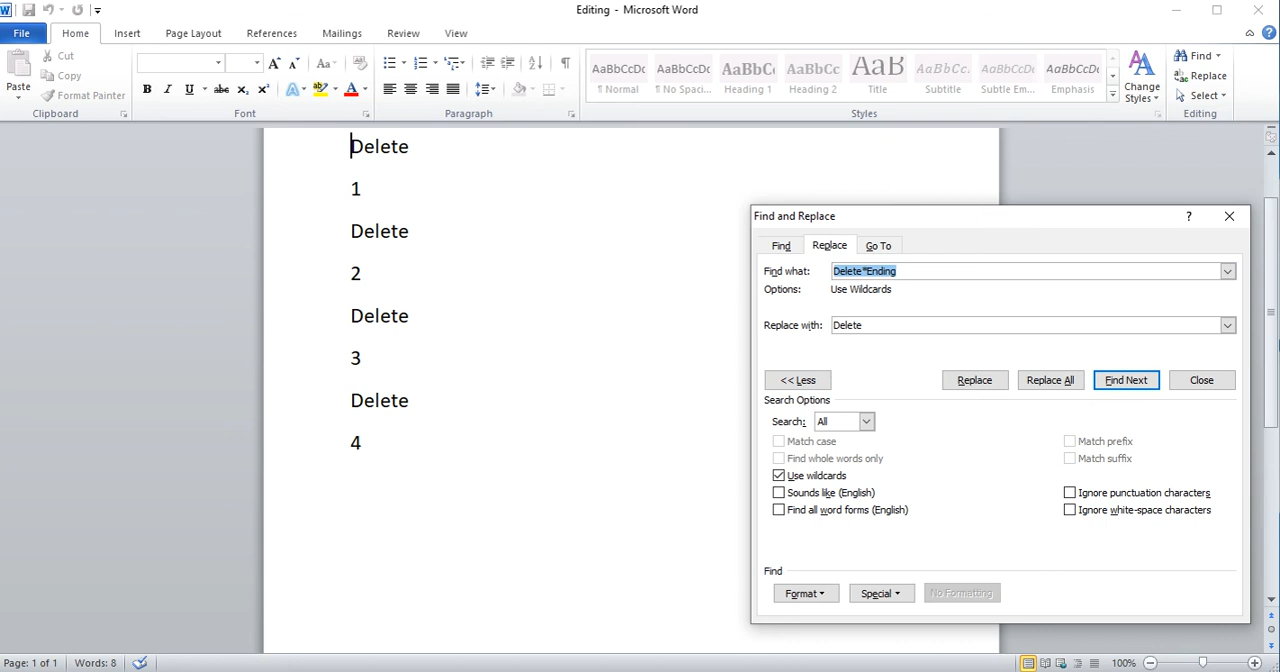 Editing - Microsoft Word
File Home Insert Page Layout References Mailings Review View
Paste
Cut
Copy
Format Painter
Clipboard
Aa
B I U abc x₂ x² A ab A
Font
Paragraph
AaBbCcDc AaBbCcDc AaBbC AaBbCc AaB AaBbCc. AaBbCcDc AaBbCcDc
¶ Normal ¶ No Spaci... Heading 1 Heading 2 Title Subtitle Subtle Em... Emphasis
Styles
Change Styles
Find
Replace
Select
Editing
Delete
1
Delete
2
Delete
3
Delete
4
Find and Replace ?
Find Replace Go To
Find what: Delete*Ending
Options: Use Wildcards
Replace with: Delete
<< Less Replace Replace All Find Next Close
Search Options
Search: All
Match case Match prefix
Find whole words only Match suffix
Use wildcards
Sounds like (English) Ignore punctuation characters
Find all word forms (English) Ignore white-space characters
Find
Format Special No Formatting
Page: 1 of 1 Words: 8 100%